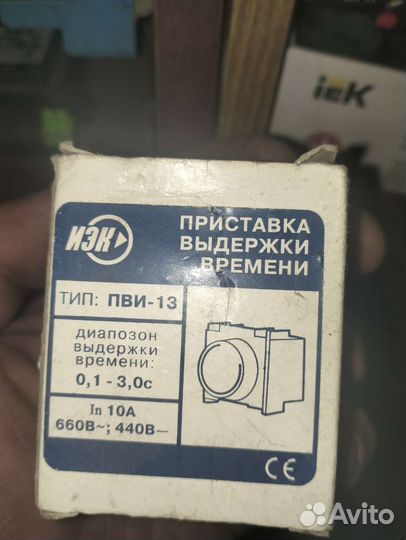 iEK
ИЭК
ПРИСТАВКА
ВЫДЕРЖКИ
ВРЕМЕНИ
ТИП: ПВИ-13
диапозон
выдержки
времени:
0,1 - 3,0с
In 10А
660В~; 440В—
CE
Avito